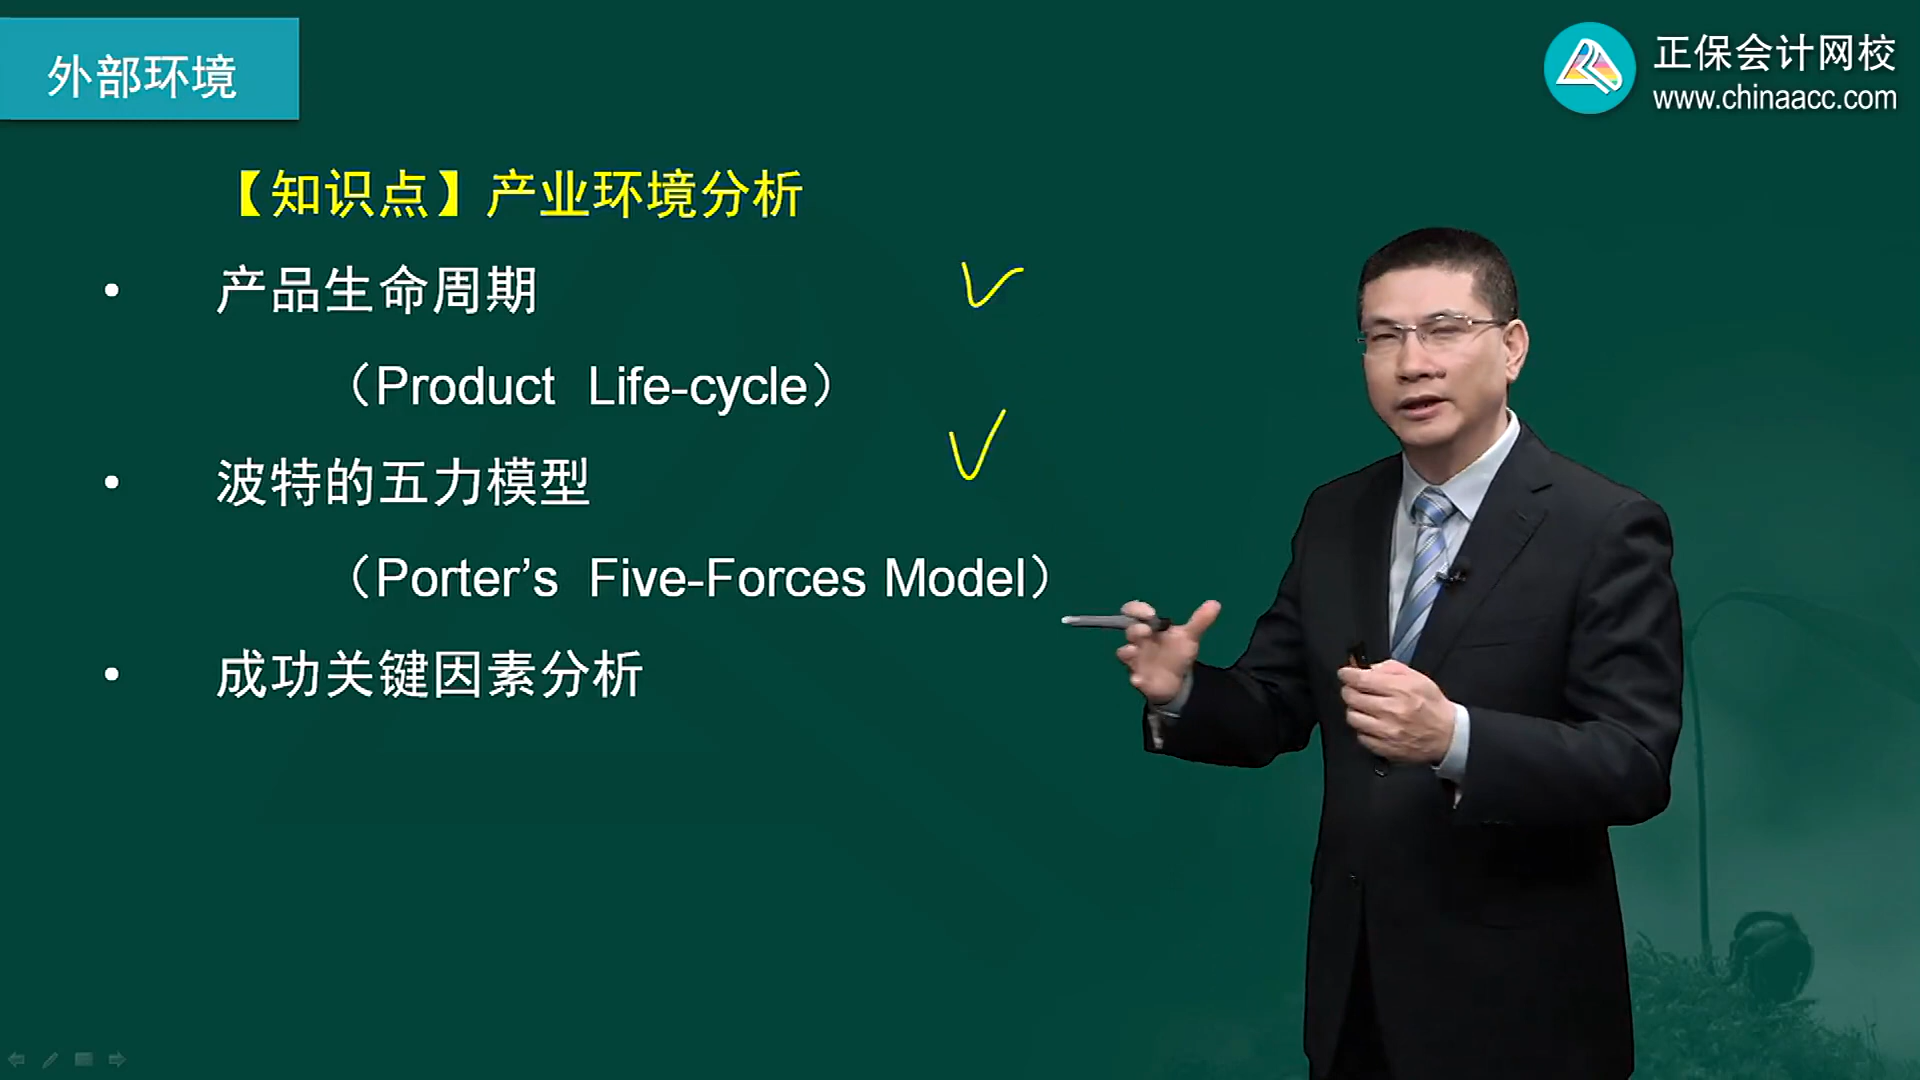 外部环境
正保会计网校
www.chinaacc.com
【知识点】产业环境分析
• 产品生命周期
（Product Life-cycle）
• 波特的五力模型
（Porter’s Five-Forces Model）
• 成功关键因素分析